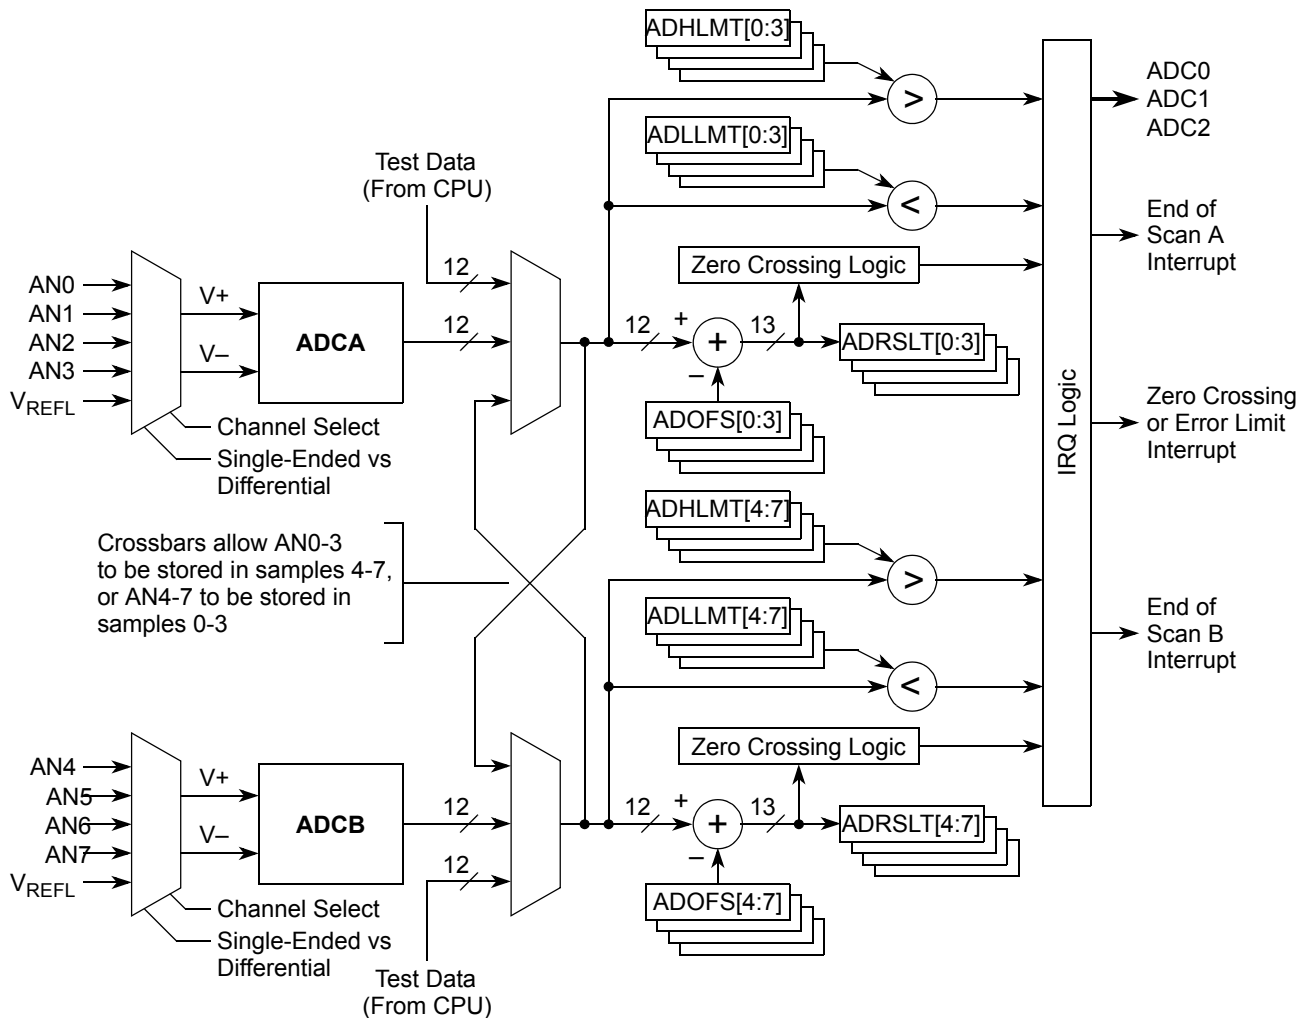 ADHLMT[0:3]
>
ADC0
ADC1
ADC2
ADLLMT[0:3]
<
Test Data
(From CPU)
End of
Scan A
Interrupt
Zero Crossing Logic
12
AN0
AN1
AN2
AN3
VREFL
V+
V–
ADCA
12
12
+
+
–
13
ADRSLT[0:3]
ADOFS[0:3]
Channel Select
Single-Ended vs
Differential
IRQ Logic
Zero Crossing
or Error Limit
Interrupt
ADHLMT[4:7]
>
Crossbars allow AN0-3
to be stored in samples 4-7,
or AN4-7 to be stored in
samples 0-3
ADLLMT[4:7]
<
End of
Scan B
Interrupt
Zero Crossing Logic
AN4
AN5
AN6
AN7
VREFL
V+
V–
ADCB
12
12
12
+
+
–
13
ADRSLT[4:7]
ADOFS[4:7]
Channel Select
Single-Ended vs
Differential
Test Data
(From CPU)